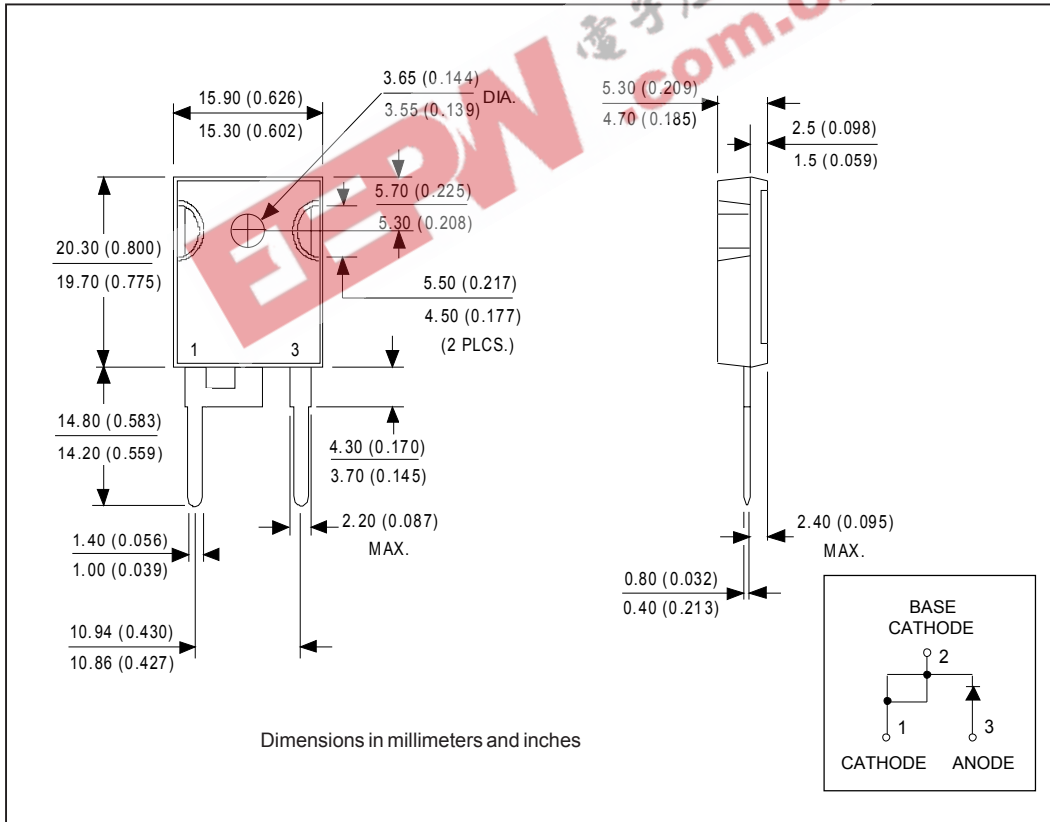 電子
.com.
EEPW
3.65 (0.144)
3.55 (0.139)
DIA.
15.90 (0.626)
15.30 (0.602)
5.30 (0.209)
4.70 (0.185)
2.5 (0.098)
1.5 (0.059)
5.70 (0.225)
5.30 (0.208)
20.30 (0.800)
19.70 (0.775)
5.50 (0.217)
4.50 (0.177)
(2 PLCS.)
1 3
14.80 (0.583)
14.20 (0.559)
4.30 (0.170)
3.70 (0.145)
2.20 (0.087)
MAX.
2.40 (0.095)
MAX.
1.40 (0.056)
1.00 (0.039)
0.80 (0.032)
0.40 (0.213)
10.94 (0.430)
10.86 (0.427)
BASE
CATHODE
2
1 3
CATHODE ANODE
Dimensions in millimeters and inches